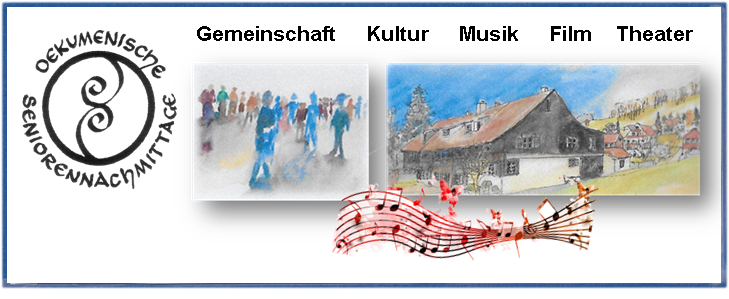 OEKUMENISCHE
SENIORENNACHMITTAGE
Gemeinschaft Kultur Musik Film Theater